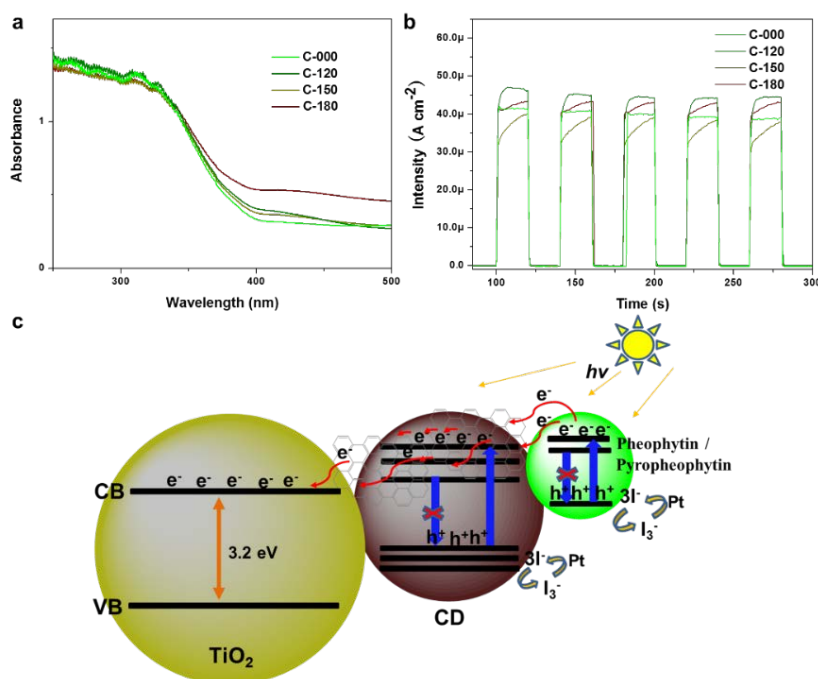 a
C-000
C-120
C-150
C-180
Absorbance
1
0
300
400
500
Wavelength (nm)
b
C-000
C-120
C-150
C-180
Intensity (A cm⁻²)
60.0μ
50.0μ
40.0μ
30.0μ
20.0μ
10.0μ
0.0
100
150
200
250
300
Time (s)
c
hv
e⁻
e⁻
e⁻ e⁻e⁻
Pheophytin /
Pyropheophytin
h⁺h⁺h⁺
3I⁻
Pt
I₃⁻
e⁻ e⁻ e⁻ e⁻ e⁻
e⁻
e⁻
h⁺ h⁺h⁺
3I⁻
Pt
I₃⁻
CD
CB
e⁻ e⁻ e⁻ e⁻ e⁻
3.2 eV
VB
TiO₂